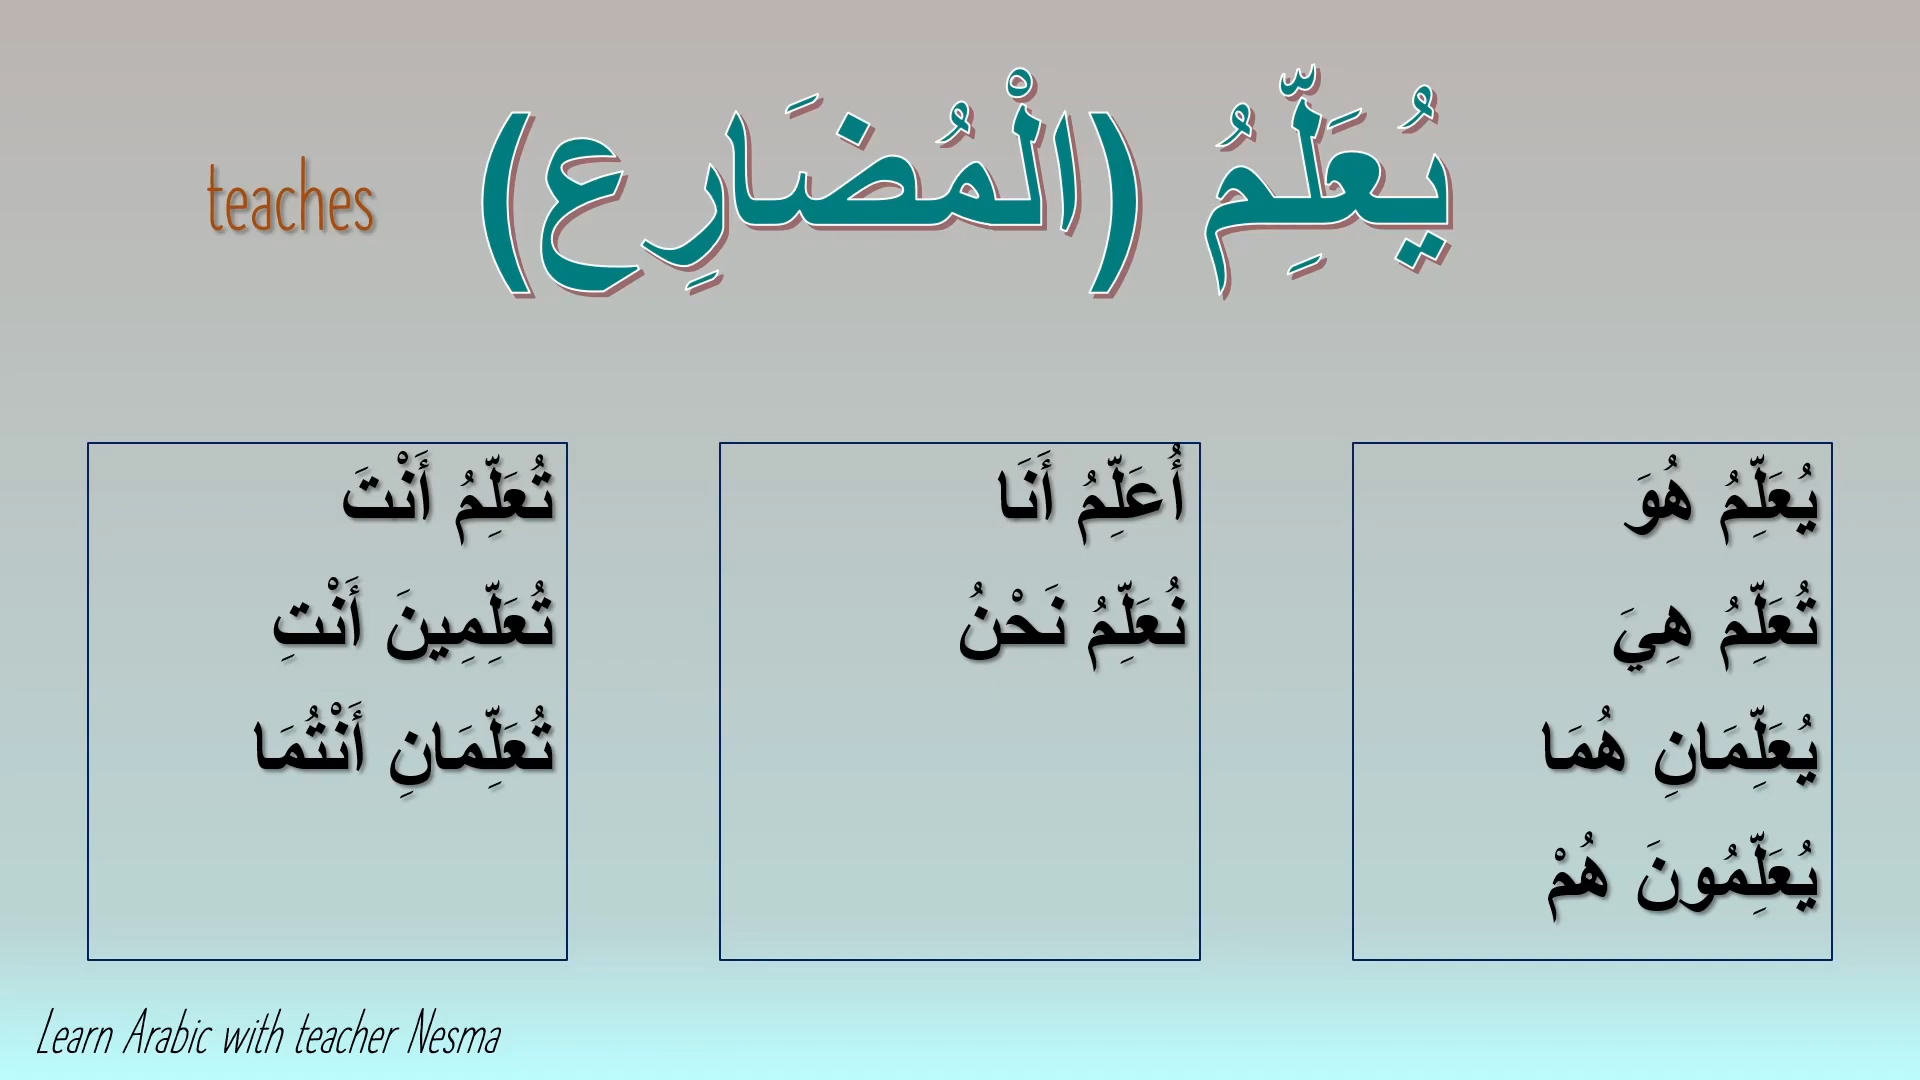 يُعَلِّمُ (الْمُضَارِع)
teaches
يُعَلِّمُ هُوَ
تُعَلِّمُ هِيَ
يُعَلِّمَانِ هُمَا
يُعَلِّمُونَ هُمْ
أُعَلِّمُ أَنَا
نُعَلِّمُ نَحْنُ
تُعَلِّمُ أَنْتَ
تُعَلِّمِينَ أَنْتِ
تُعَلِّمَانِ أَنْتُمَا
Learn Arabic with teacher Nesma